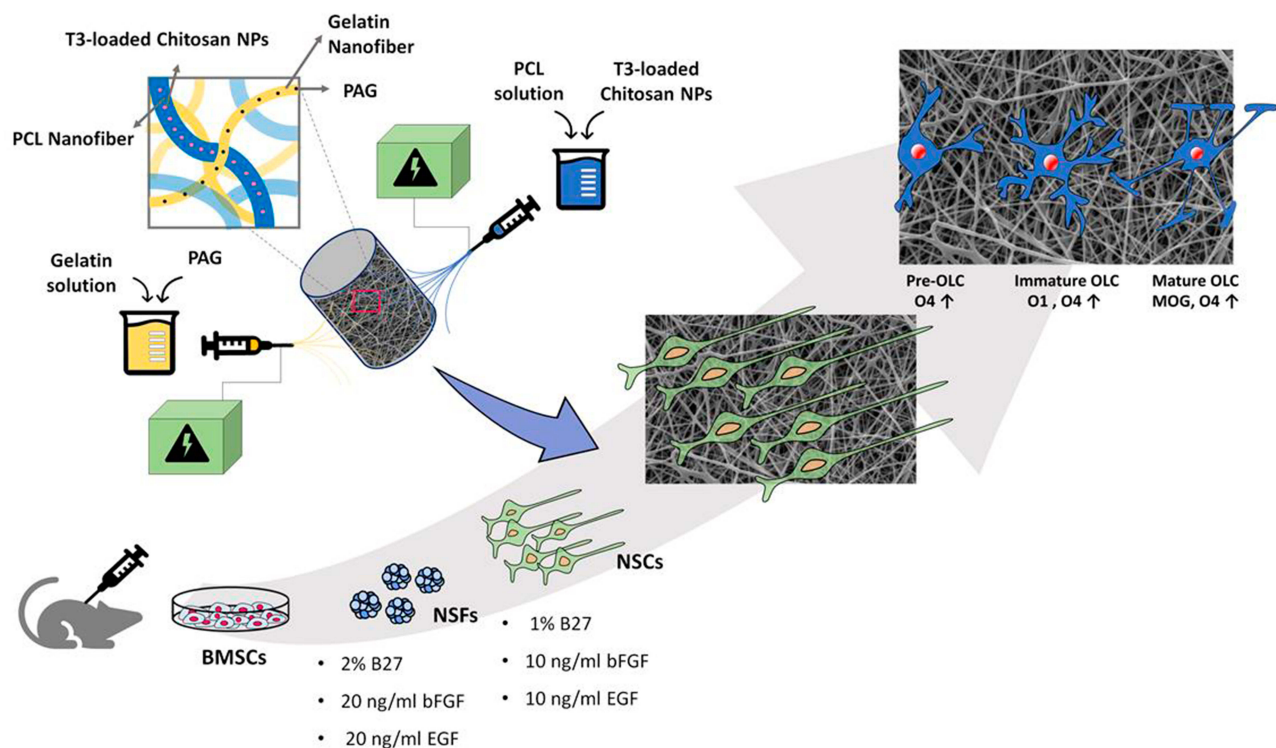 T3-loaded Chitosan NPs
Gelatin
Nanofiber
PAG
PCL Nanofiber
PCL
solution
T3-loaded
Chitosan NPs
Gelatin
solution
PAG
Pre-OLC
O4 ↑
Immature OLC
O1 , O4 ↑
Mature OLC
MOG, O4 ↑
BMSCs
NSFs
NSCs
• 2% B27
• 20 ng/ml bFGF
• 20 ng/ml EGF
• 1% B27
• 10 ng/ml bFGF
• 10 ng/ml EGF